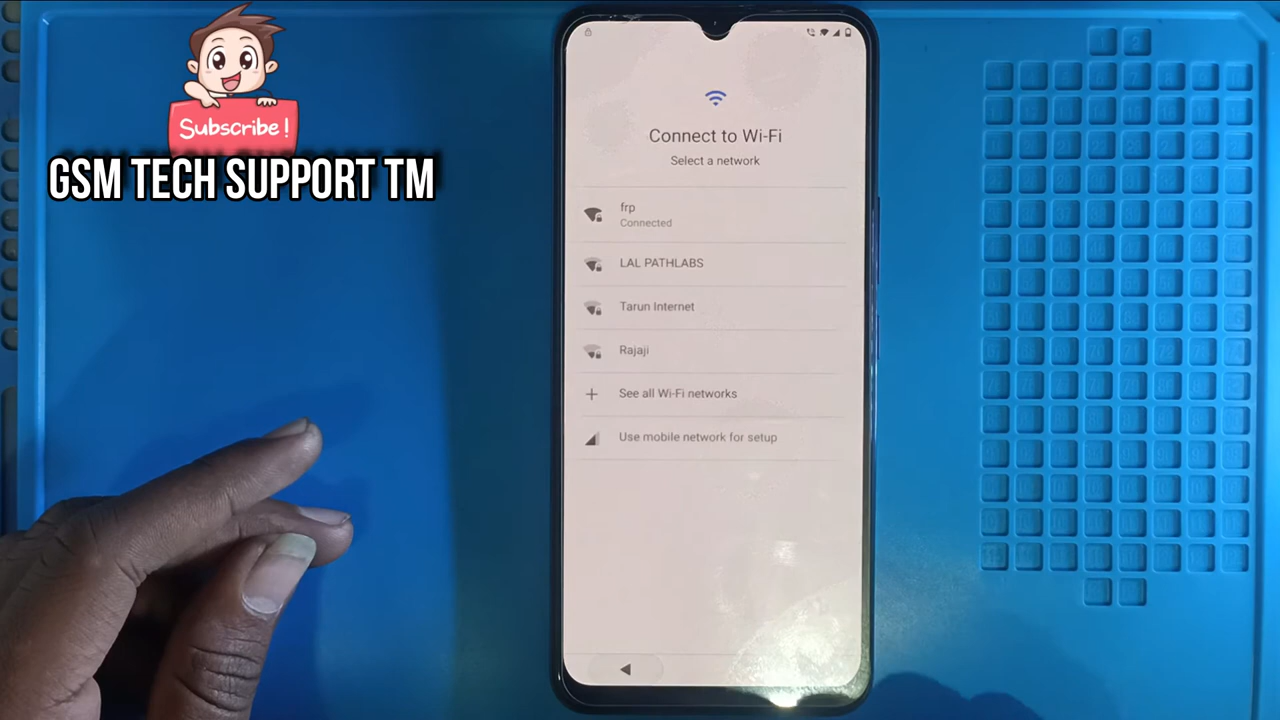 Subscribe!
GSM TECH SUPPORT TM
Connect to Wi-Fi
Select a network
frp
Connected
LAL PATHLABS
Tarun Internet
Rajaji
See all Wi-Fi networks
Use mobile network for setup